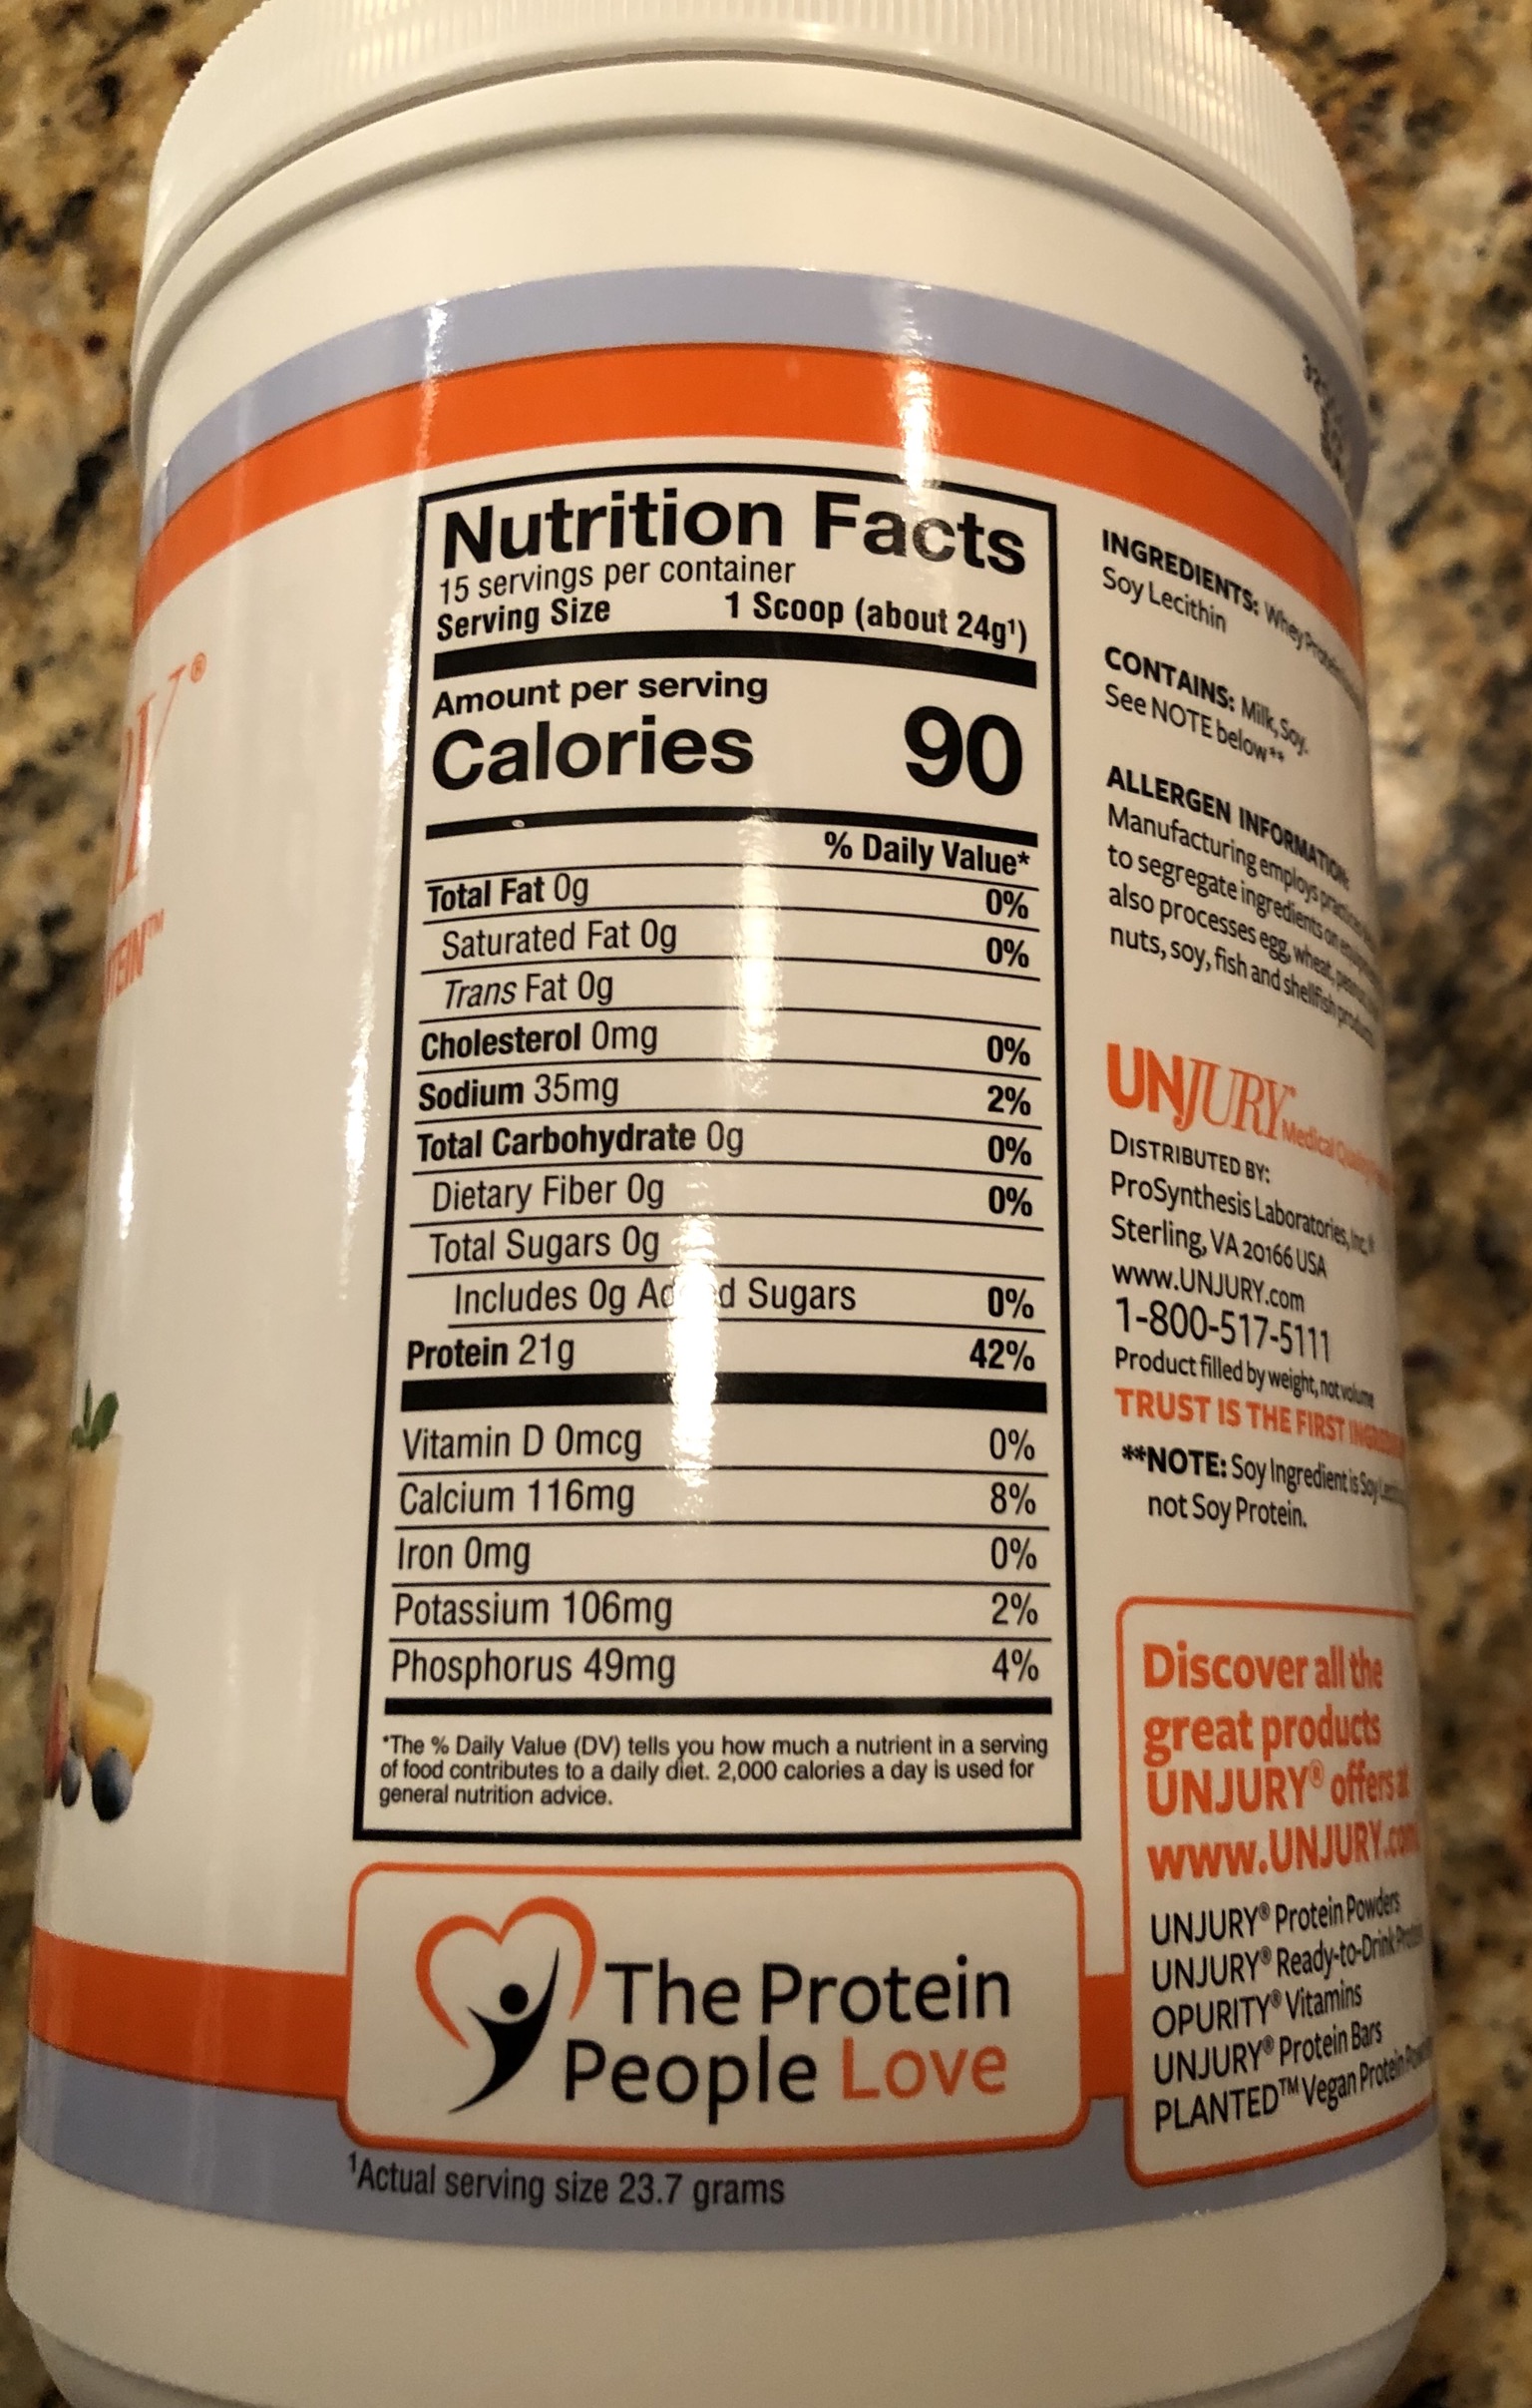 Nutrition Facts
15 servings per container
Serving Size 1 Scoop (about 24g¹)
Amount per serving
Calories 90
% Daily Value*
Total Fat 0g 0%
Saturated Fat 0g 0%
Trans Fat 0g
Cholesterol 0mg 0%
Sodium 35mg 2%
Total Carbohydrate 0g 0%
Dietary Fiber 0g 0%
Total Sugars 0g
Includes 0g Added Sugars 0%
Protein 21g 42%
Vitamin D 0mcg 0%
Calcium 116mg 8%
Iron 0mg 0%
Potassium 106mg 2%
Phosphorus 49mg 4%
*The % Daily Value (DV) tells you how much a nutrient in a serving
of food contributes to a daily diet. 2,000 calories a day is used for
general nutrition advice.
The Protein
People Love
¹Actual serving size 23.7 grams
INGREDIENTS: Whey Protein
Soy Lecithin
CONTAINS: Milk, Soy.
See NOTE below**
ALLERGEN INFORMATION:
Manufacturing employs practices
to segregate ingredients on
also processes egg, wheat,
nuts, soy, fish and shellfish products
UNJURY® Medical Quality
DISTRIBUTED BY:
ProSynthesis Laboratories, Inc.®
Sterling, VA 20166 USA
www.UNJURY.com
1-800-517-5111
Product filled by weight, not volume
TRUST IS THE FIRST
**NOTE: Soy Ingredient is Soy
not Soy Protein.
Discover all the
great products
UNJURY® offers at
www.UNJURY.com
UNJURY® Protein Powders
UNJURY® Ready-to-Drink Protein
OPURITY® Vitamins
UNJURY® Protein Bars
PLANTED™ Vegan Protein